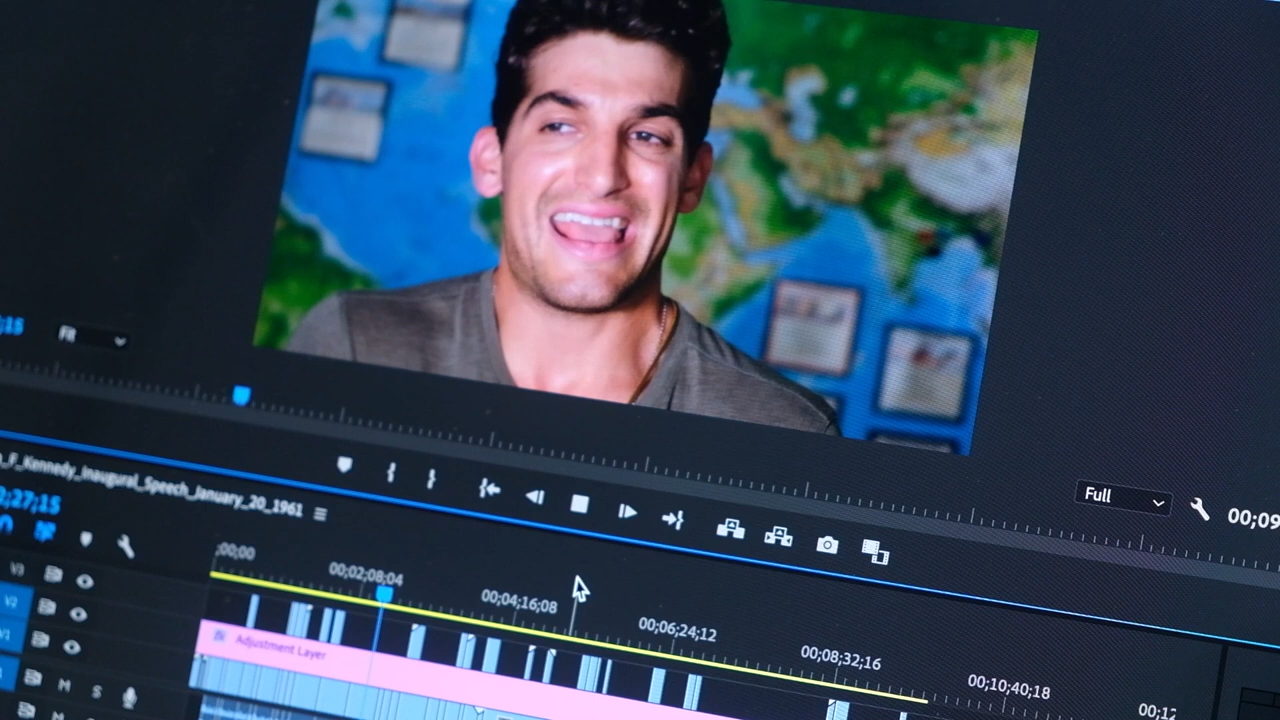 ;15
Fit
Full
00;09
_F_Kennedy_Inaugural_Speech_January_20_1961
;27;15
;00;00
00;02;08;04
00;04;16;08
00;06;24;12
00;08;32;16
00;10;40;18
00;12
V3
V2
V1
Adjustment Layer
M
S
M